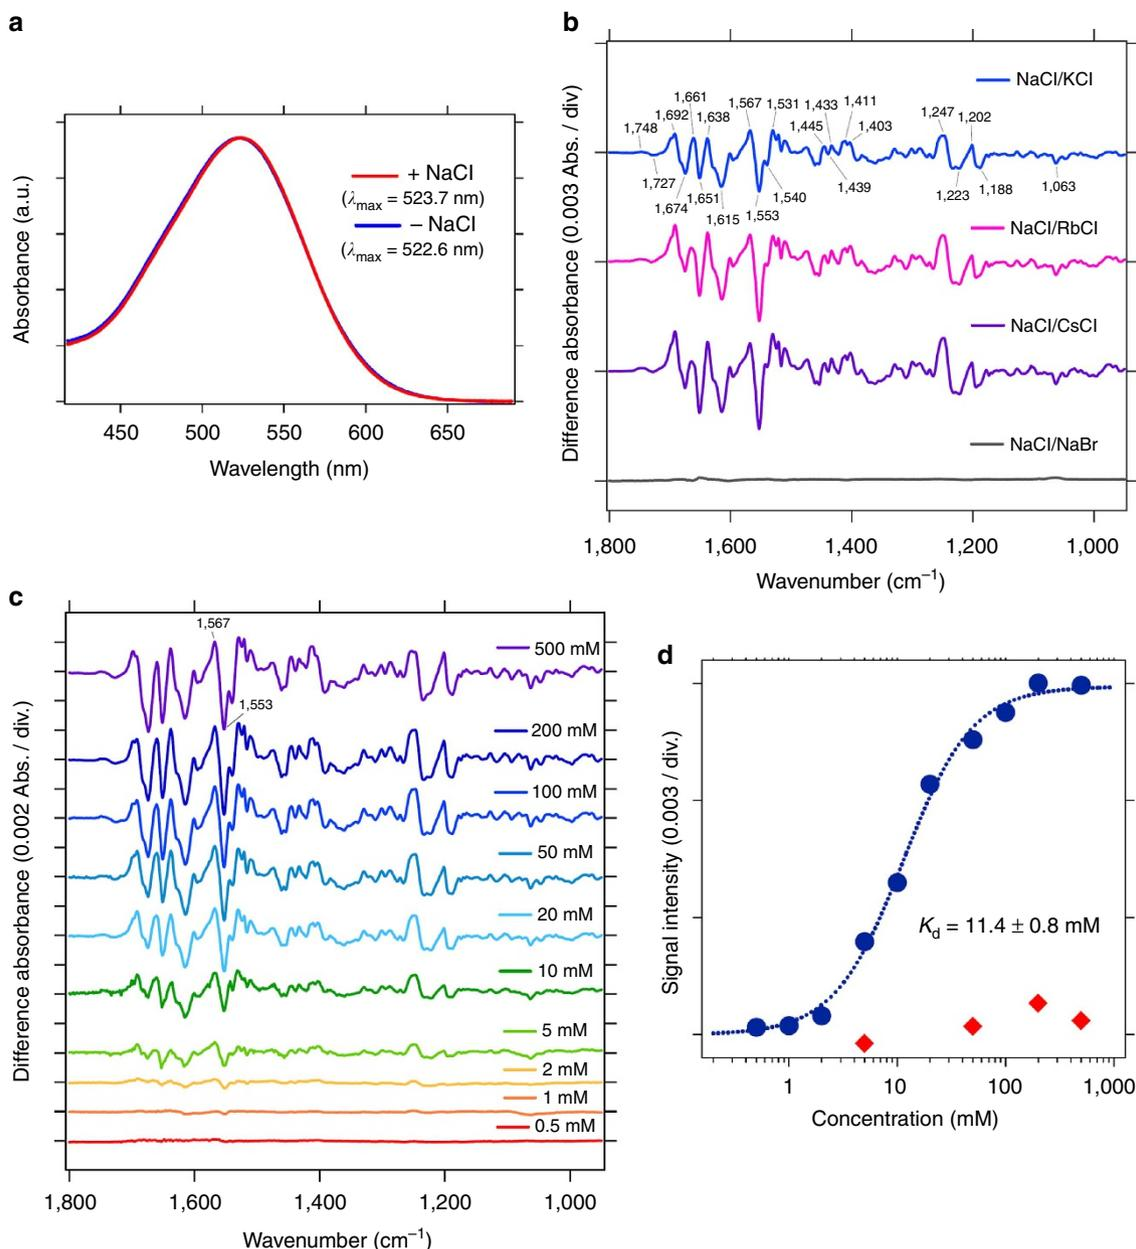 a
Absorbance (a.u.)
+ NaCl
(λmax = 523.7 nm)
– NaCl
(λmax = 522.6 nm)
450 500 550 600 650
Wavelength (nm)
b
Difference absorbance (0.003 Abs. / div)
NaCl/KCl
1,748
1,692
1,661
1,638
1,567
1,531
1,445
1,433
1,411
1,403
1,247
1,202
1,727
1,674
1,651
1,615
1,553
1,540
1,439
1,223
1,188
1,063
NaCl/RbCl
NaCl/CsCl
NaCl/NaBr
1,800 1,600 1,400 1,200 1,000
Wavenumber (cm–1)
c
Difference absorbance (0.002 Abs. / div.)
1,567
1,553
500 mM
200 mM
100 mM
50 mM
20 mM
10 mM
5 mM
2 mM
1 mM
0.5 mM
1,800 1,600 1,400 1,200 1,000
Wavenumber (cm–1)
d
Signal intensity (0.003 / div.)
Kd = 11.4 ± 0.8 mM
1 10 100 1,000
Concentration (mM)